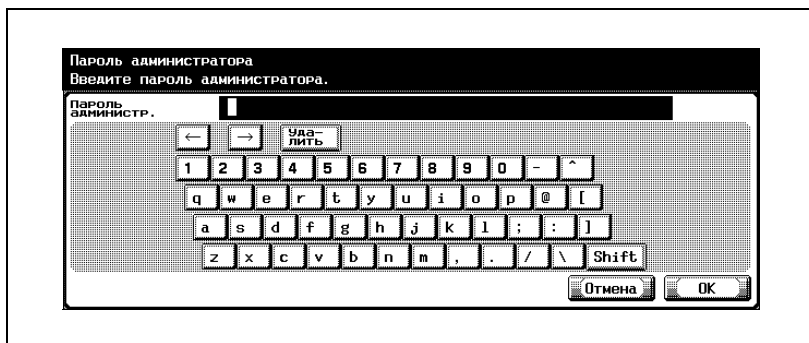 Пароль администратора
Введите пароль администратора.
Пароль
администр.
← → Уда-
лить
1 2 3 4 5 6 7 8 9 0 - ^
q w e r t y u i o p @ [
a s d f g h j k l ; : ]
z x c v b n m , . / \ Shift
Отмена OK